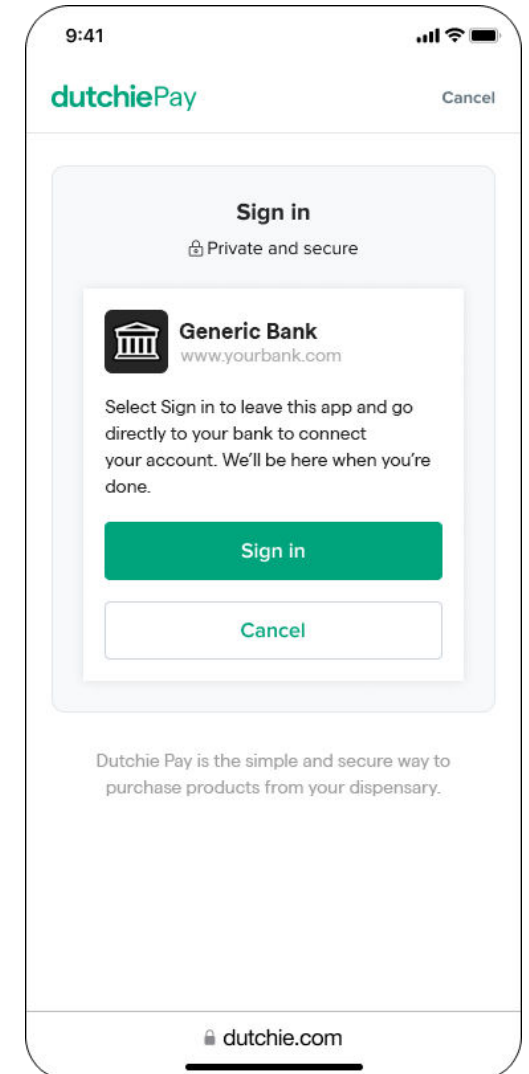 9:41
dutchiePay
Cancel
Sign in
Private and secure
Generic Bank
www.yourbank.com
Select Sign in to leave this app and go
directly to your bank to connect
your account. We’ll be here when you’re
done.
Sign in
Cancel
Dutchie Pay is the simple and secure way to
purchase products from your dispensary.
dutchie.com